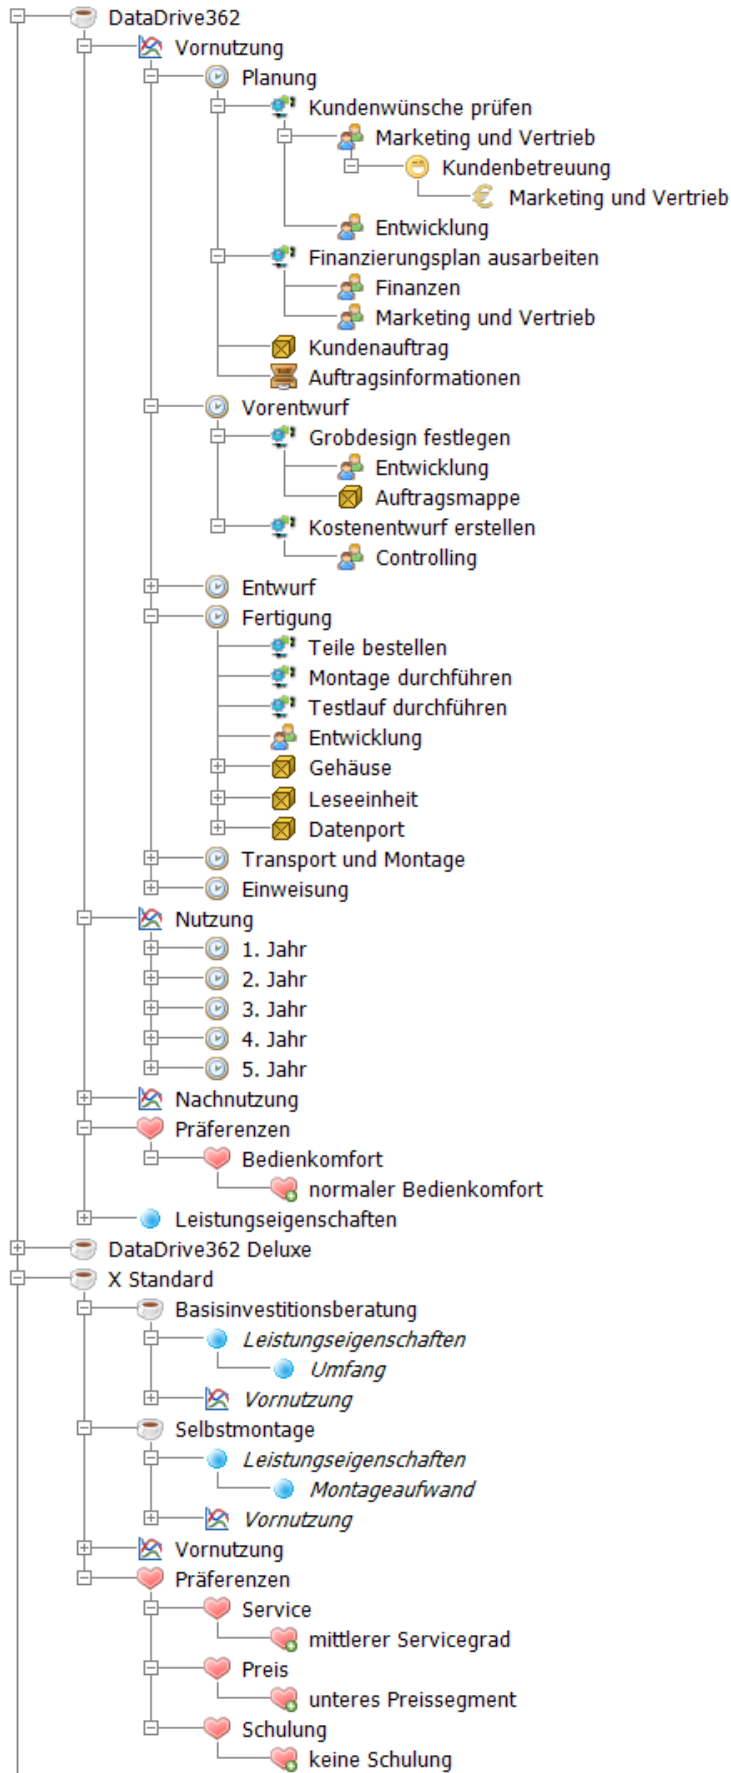 DataDrive362
Vornutzung
Planung
Kundenwünsche prüfen
Marketing und Vertrieb
Kundenbetreuung
Marketing und Vertrieb
Entwicklung
Finanzierungsplan ausarbeiten
Finanzen
Marketing und Vertrieb
Kundenauftrag
Auftragsinformationen
Vorentwurf
Grobdesign festlegen
Entwicklung
Auftragsmappe
Kostenentwurf erstellen
Controlling
Entwurf
Fertigung
Teile bestellen
Montage durchführen
Testlauf durchführen
Entwicklung
Gehäuse
Leseeinheit
Datenport
Transport und Montage
Einweisung
Nutzung
1. Jahr
2. Jahr
3. Jahr
4. Jahr
5. Jahr
Nachnutzung
Präferenzen
Bedienkomfort
normaler Bedienkomfort
Leistungseigenschaften
DataDrive362 Deluxe
X Standard
Basisinvestitionsberatung
Leistungseigenschaften
Umfang
Vornutzung
Selbstmontage
Leistungseigenschaften
Montageaufwand
Vornutzung
Vornutzung
Präferenzen
Service
mittlerer Servicegrad
Preis
unteres Preissegment
Schulung
keine Schulung